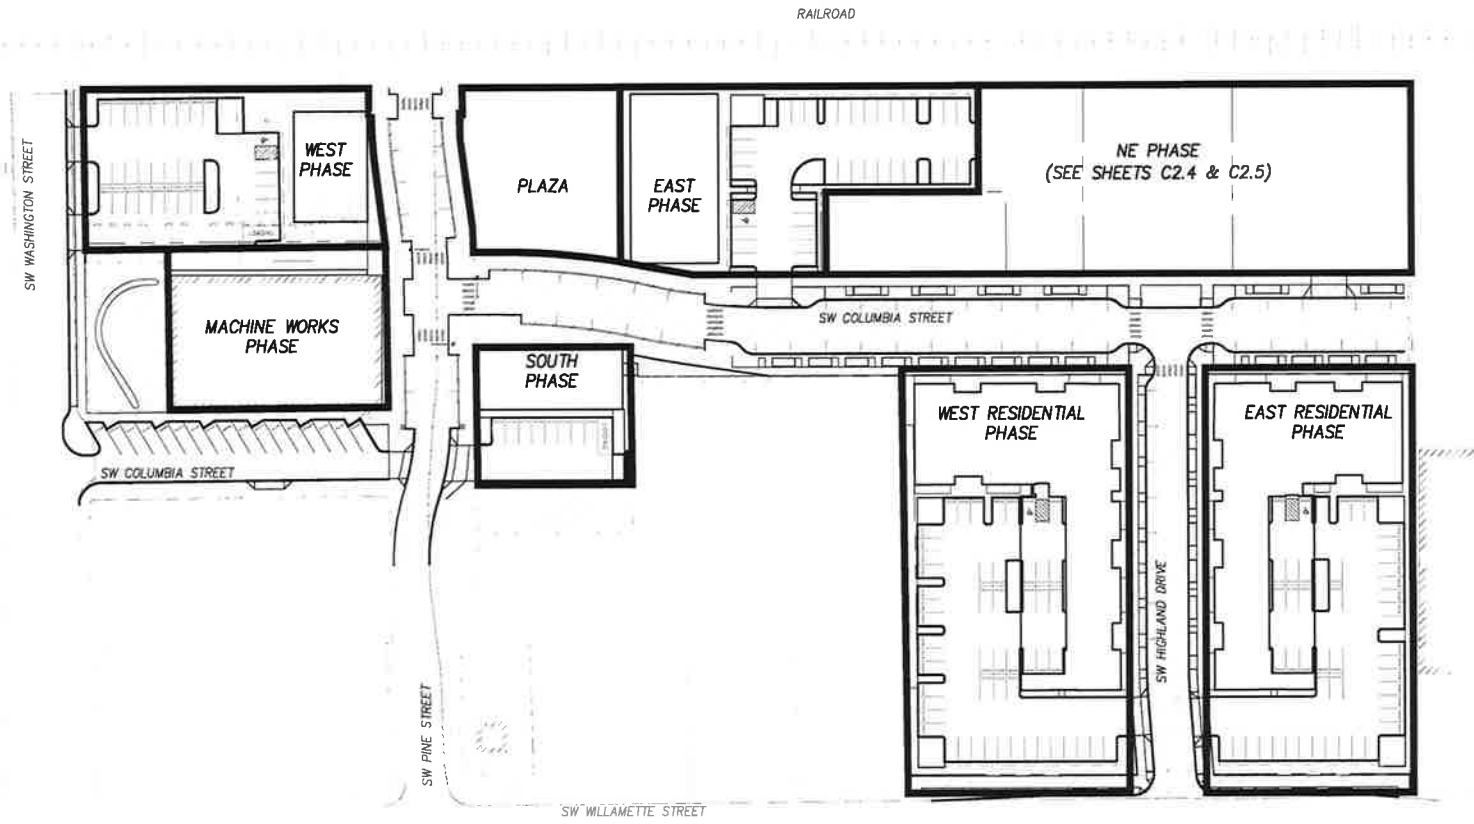 RAILROAD
SW WASHINGTON STREET
WEST
PHASE
PLAZA
EAST
PHASE
NE PHASE
(SEE SHEETS C2.4 & C2.5)
MACHINE WORKS
PHASE
SW COLUMBIA STREET
SOUTH
PHASE
WEST RESIDENTIAL
PHASE
EAST RESIDENTIAL
PHASE
SW COLUMBIA STREET
SW HIGHLAND DRIVE
SW PINE STREET
SW WILLAMETTE STREET